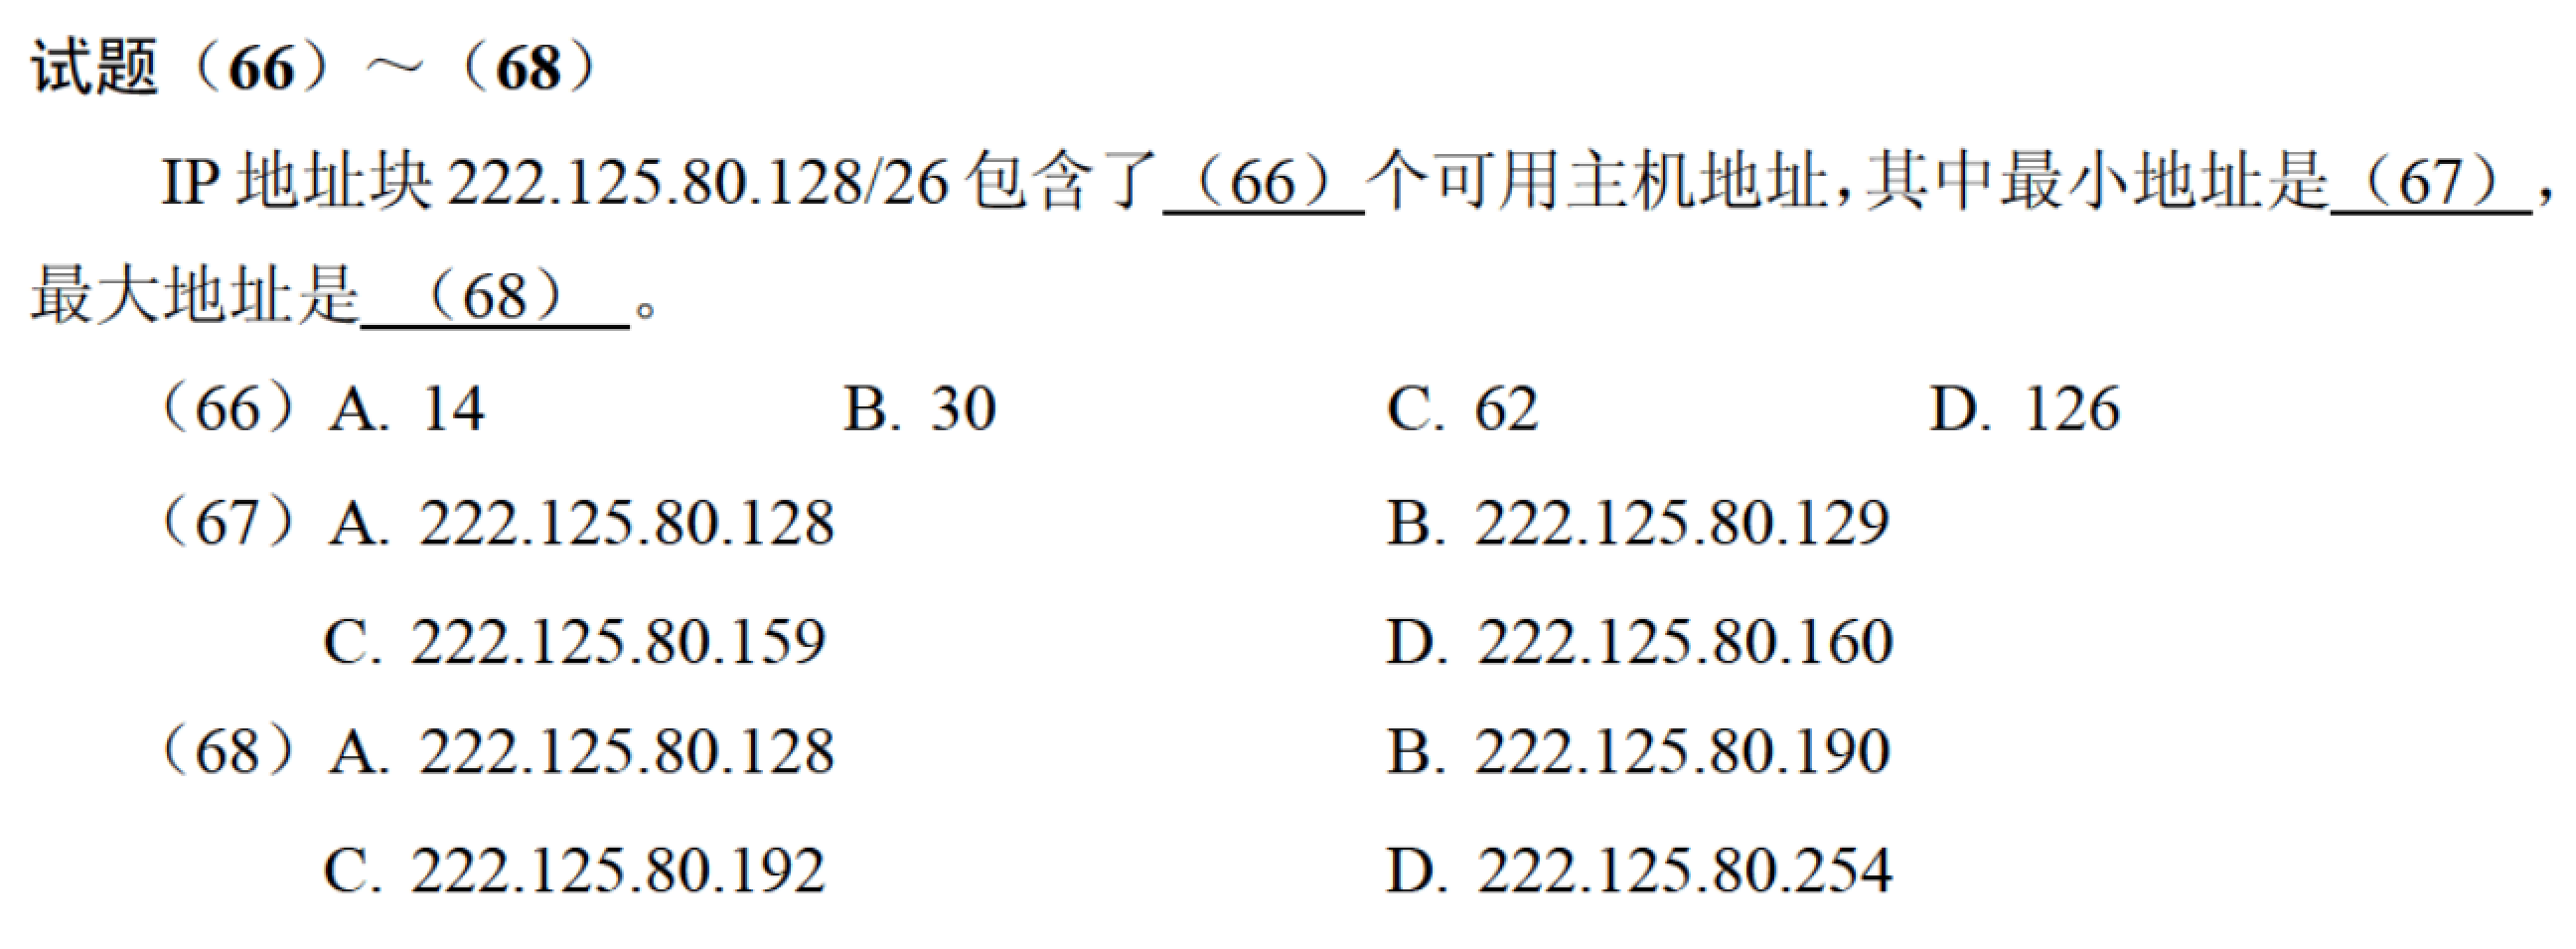 试题（66）～（68）
IP 地址块 222.125.80.128/26 包含了（66）个可用主机地址，其中最小地址是（67），
最大地址是 （68） 。
（66）A. 14 B. 30 C. 62 D. 126
（67）A. 222.125.80.128 B. 222.125.80.129
C. 222.125.80.159 D. 222.125.80.160
（68）A. 222.125.80.128 B. 222.125.80.190
C. 222.125.80.192 D. 222.125.80.254